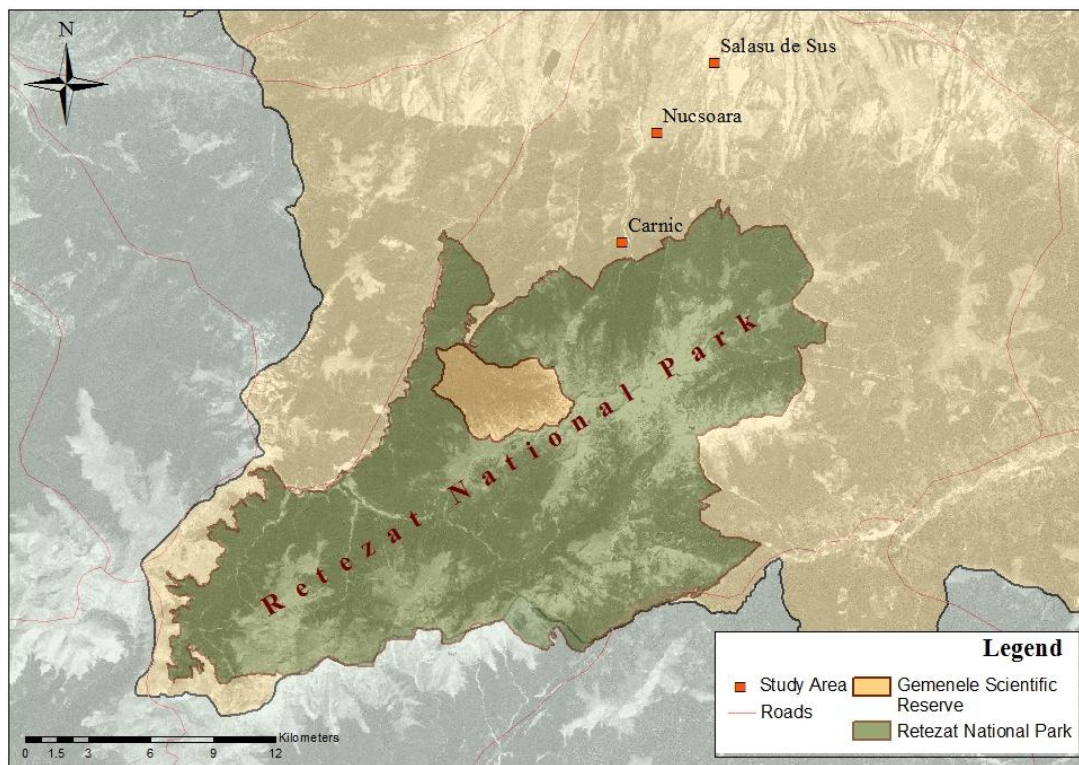 N
Salasu de Sus
Nucsoara
Carnic
Retezat National Park
Legend
Study Area
Roads
Gemenele Scientific
Reserve
Retezat National Park
Kilometers
0 1.5 3 6 9 12